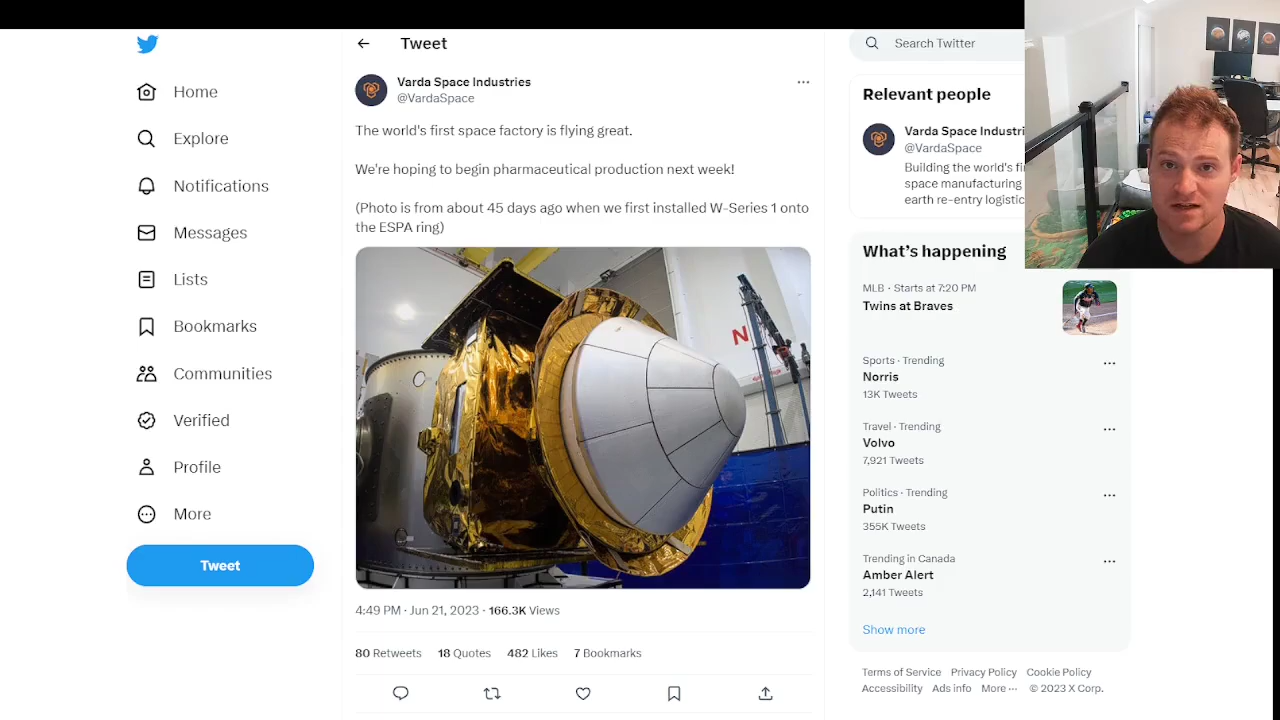 Home
Explore
Notifications
Messages
Lists
Bookmarks
Communities
Verified
Profile
More
Tweet
Tweet
Varda Space Industries
@VardaSpace
The world's first space factory is flying great.
We're hoping to begin pharmaceutical production next week!
(Photo is from about 45 days ago when we first installed W-Series 1 onto
the ESPA ring)
N
4:49 PM · Jun 21, 2023 · 166.3K Views
80 Retweets 18 Quotes 482 Likes 7 Bookmarks
Search Twitter
Relevant people
Varda Space Industri
@VardaSpace
Building the world's fi
space manufacturing
earth re-entry logistic
What's happening
MLB · Starts at 7:20 PM
Twins at Braves
Sports · Trending
Norris
13K Tweets
Travel · Trending
Volvo
7,921 Tweets
Politics · Trending
Putin
355K Tweets
Trending in Canada
Amber Alert
2,141 Tweets
Show more
Terms of Service Privacy Policy Cookie Policy
Accessibility Ads info More ··· © 2023 X Corp.